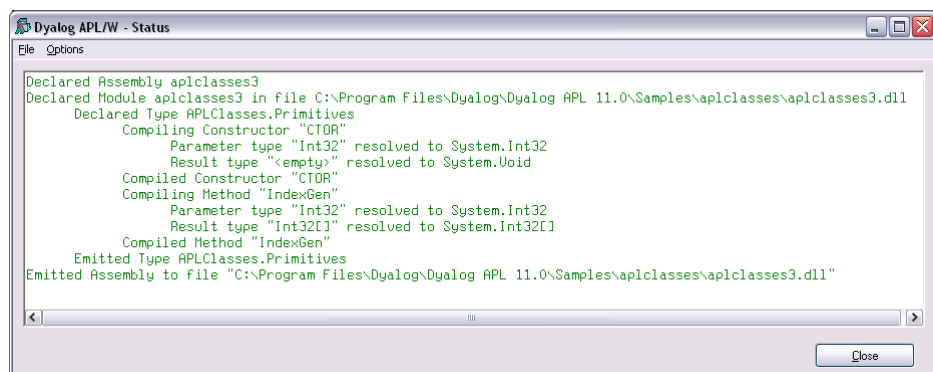 Dyalog APL/W - Status
File Options
Declared Assembly aplclasses3
Declared Module aplclasses3 in file C:\Program Files\Dyalog\Dyalog APL 11.0\Samples\aplclasses\aplclasses3.dll
Declared Type APLClasses.Primitives
Compiling Constructor "CTOR"
Parameter type "Int32" resolved to System.Int32
Result type "<empty>" resolved to System.Void
Compiled Constructor "CTOR"
Compiling Method "IndexGen"
Parameter type "Int32" resolved to System.Int32
Result type "Int32[]" resolved to System.Int32[]
Compiled Method "IndexGen"
Emitted Type APLClasses.Primitives
Emitted Assembly to file "C:\Program Files\Dyalog\Dyalog APL 11.0\Samples\aplclasses\aplclasses3.dll"
Close